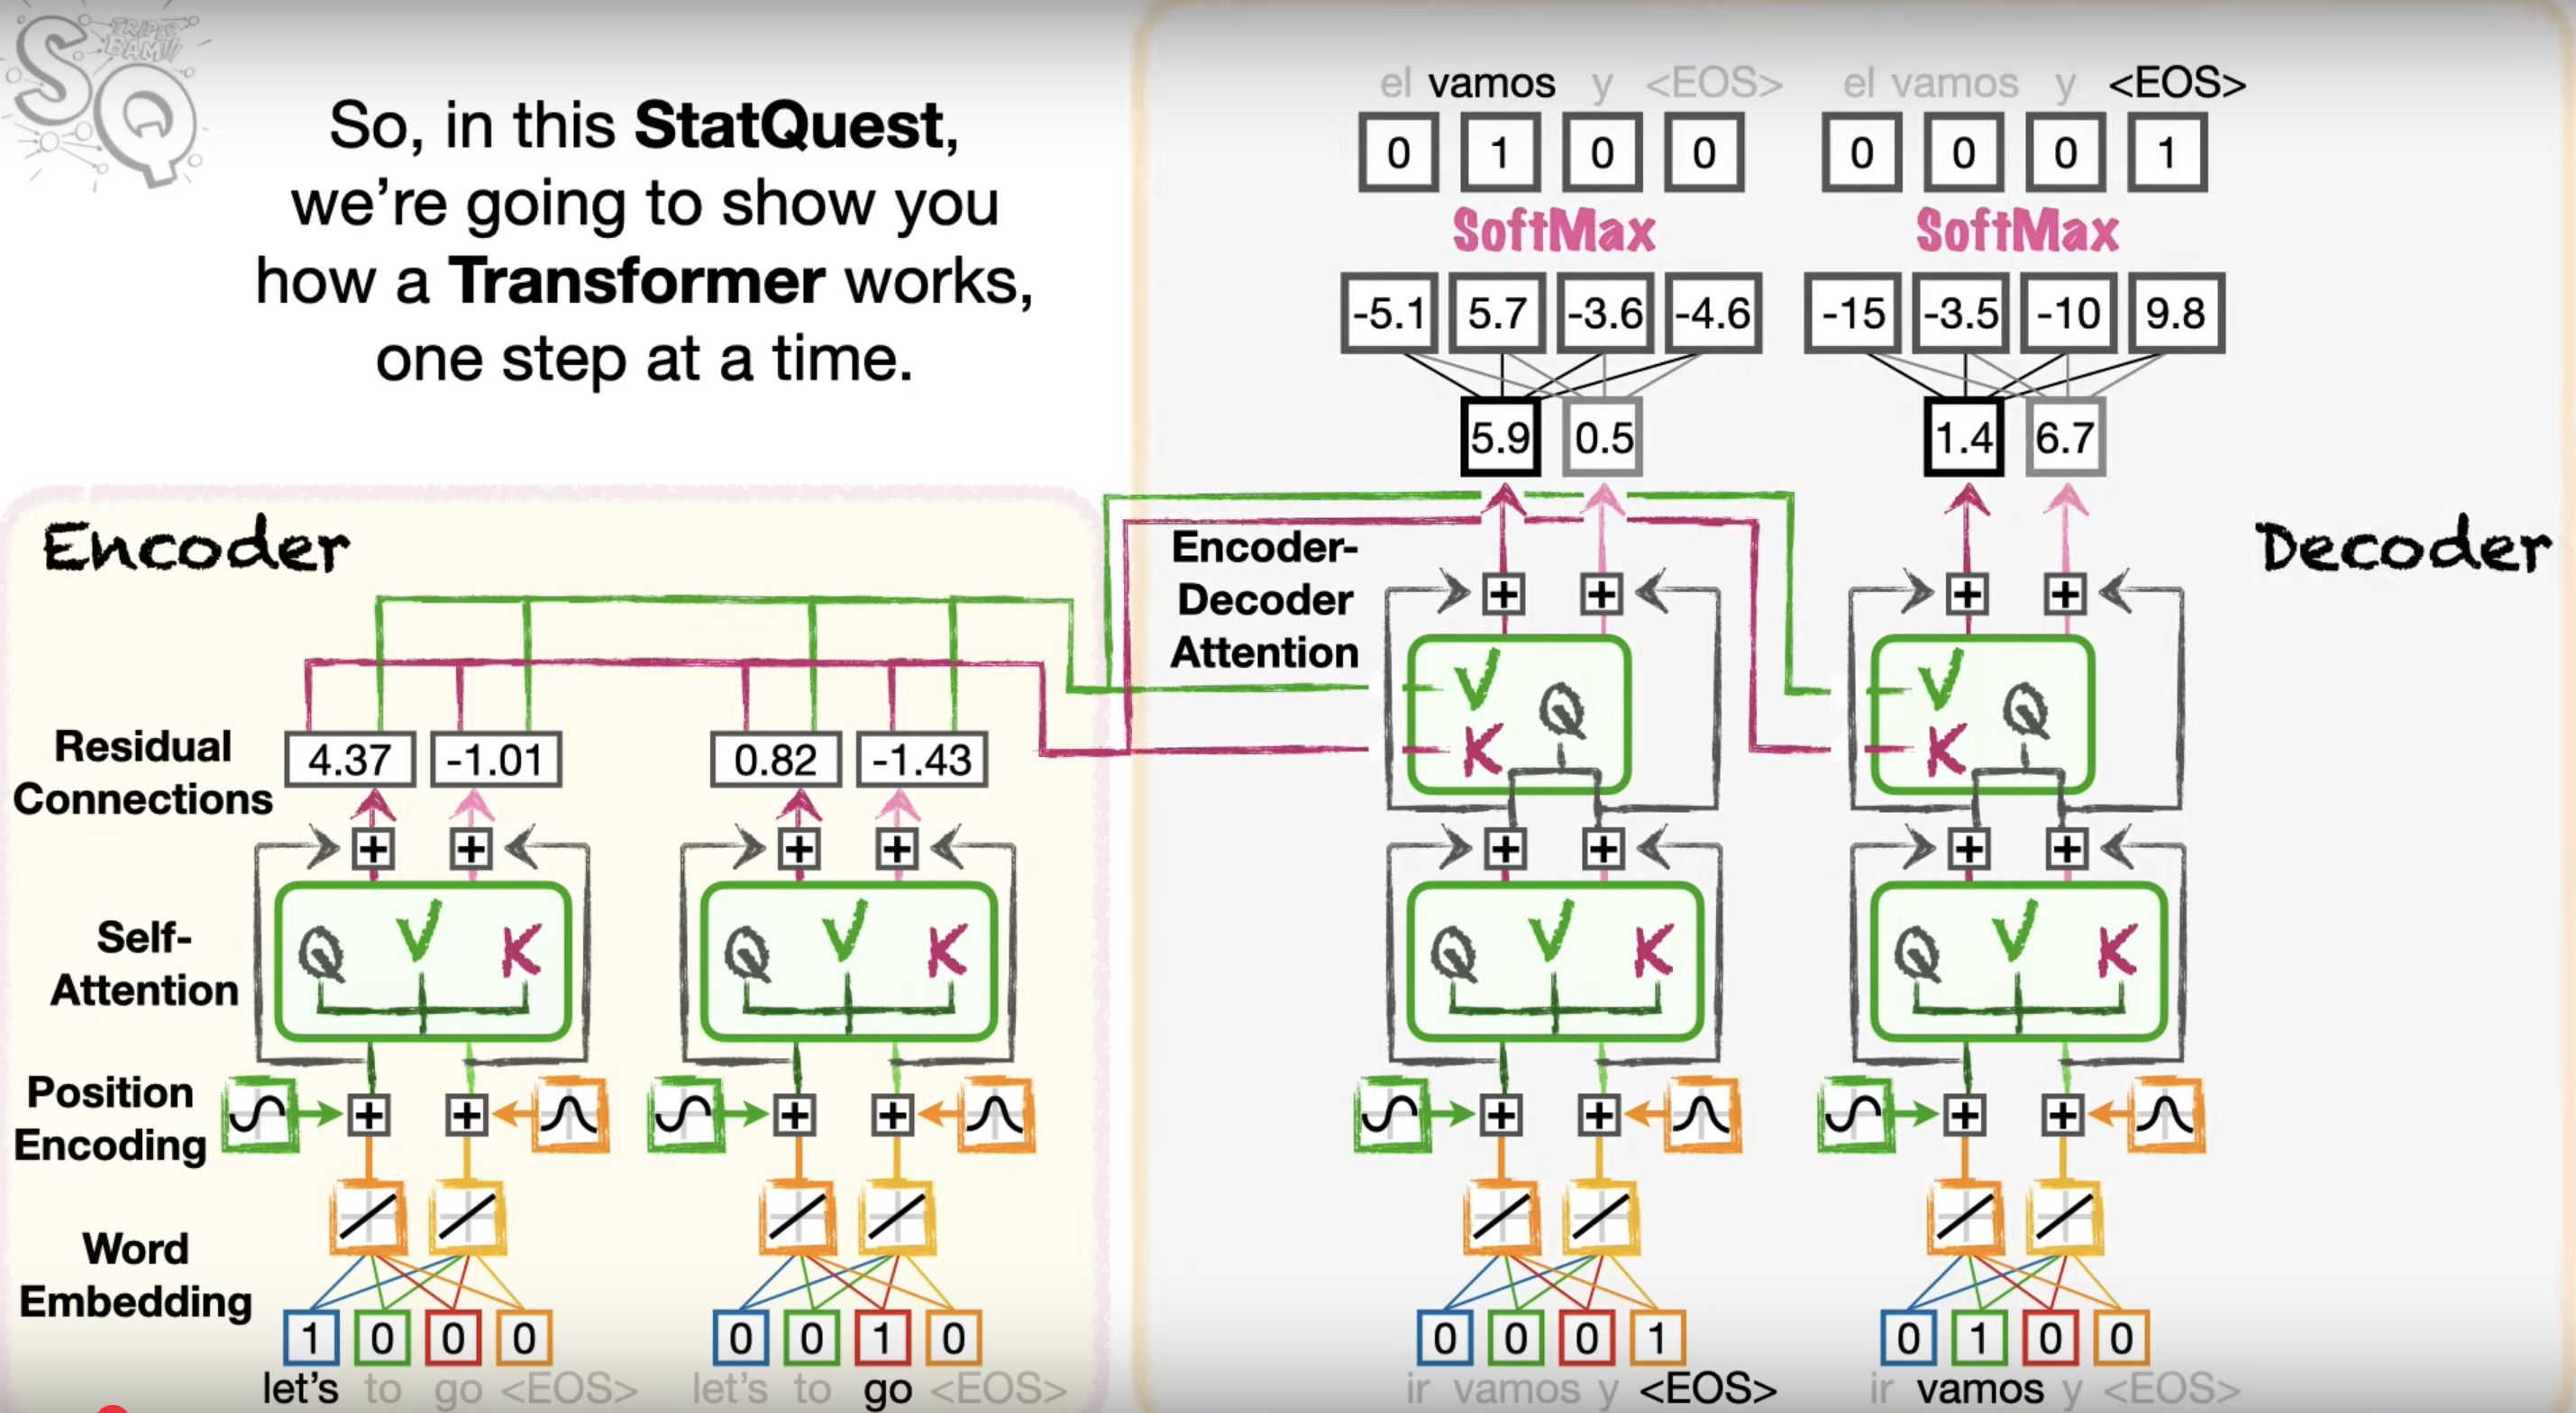 SQ
TRIPLE
BAM!!!
So, in this StatQuest,
we're going to show you
how a Transformer works,
one step at a time.
el vamos y <EOS>
0 1 0 0
SoftMax
-5.1 5.7 -3.6 -4.6
5.9 0.5
el vamos y <EOS>
0 0 0 1
SoftMax
-15 -3.5 -10 9.8
1.4 6.7
Encoder
Decoder
Encoder-
Decoder
Attention
+ +
V Q
K
+ +
+ +
V Q
K
+ +
Residual
Connections
4.37 -1.01
0.82 -1.43
+ +
+ +
Self-
Attention
Q V K
Q V K
Q V K
Q V K
Position
Encoding
+ +
+ +
+ +
+ +
Word
Embedding
1 0 0 0
let's to go <EOS>
0 0 1 0
let's to go <EOS>
0 0 0 1
ir vamos y <EOS>
0 1 0 0
ir vamos y <EOS>